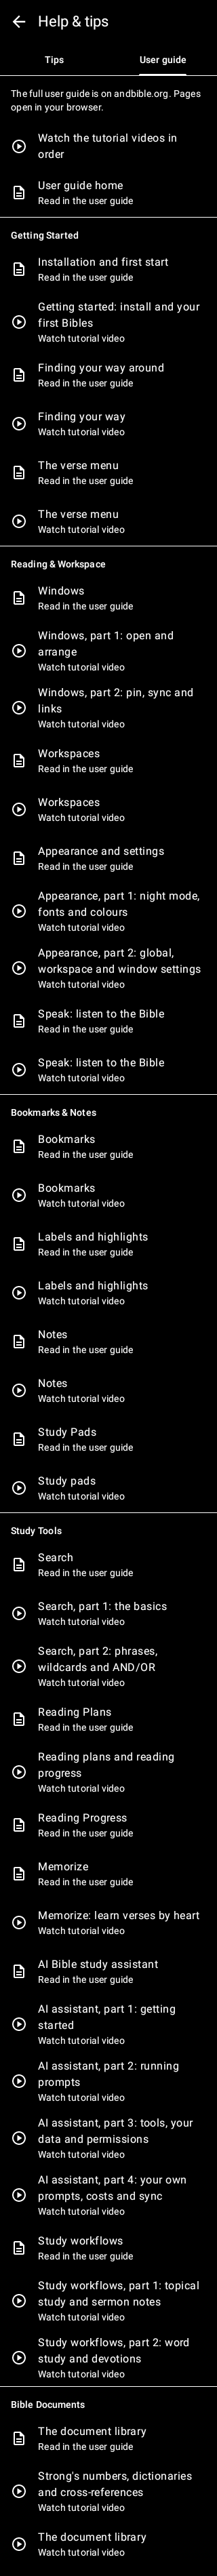 Help & tips
Tips
User guide
The full user guide is on andbible.org. Pages
open in your browser.
Watch the tutorial videos in
order
User guide home
Read in the user guide
Getting Started
Installation and first start
Read in the user guide
Getting started: install and your
first Bibles
Watch tutorial video
Finding your way around
Read in the user guide
Finding your way
Watch tutorial video
The verse menu
Read in the user guide
The verse menu
Watch tutorial video
Reading & Workspace
Windows
Read in the user guide
Windows, part 1: open and
arrange
Watch tutorial video
Windows, part 2: pin, sync and
links
Watch tutorial video
Workspaces
Read in the user guide
Workspaces
Watch tutorial video
Appearance and settings
Read in the user guide
Appearance, part 1: night mode,
fonts and colours
Watch tutorial video
Appearance, part 2: global,
workspace and window settings
Watch tutorial video
Speak: listen to the Bible
Read in the user guide
Speak: listen to the Bible
Watch tutorial video
Bookmarks & Notes
Bookmarks
Read in the user guide
Bookmarks
Watch tutorial video
Labels and highlights
Read in the user guide
Labels and highlights
Watch tutorial video
Notes
Read in the user guide
Notes
Watch tutorial video
Study Pads
Read in the user guide
Study pads
Watch tutorial video
Study Tools
Search
Read in the user guide
Search, part 1: the basics
Watch tutorial video
Search, part 2: phrases,
wildcards and AND/OR
Watch tutorial video
Reading Plans
Read in the user guide
Reading plans and reading
progress
Watch tutorial video
Reading Progress
Read in the user guide
Memorize
Read in the user guide
Memorize: learn verses by heart
Watch tutorial video
AI Bible study assistant
Read in the user guide
AI assistant, part 1: getting
started
Watch tutorial video
AI assistant, part 2: running
prompts
Watch tutorial video
AI assistant, part 3: tools, your
data and permissions
Watch tutorial video
AI assistant, part 4: your own
prompts, costs and sync
Watch tutorial video
Study workflows
Read in the user guide
Study workflows, part 1: topical
study and sermon notes
Watch tutorial video
Study workflows, part 2: word
study and devotions
Watch tutorial video
Bible Documents
The document library
Read in the user guide
Strong's numbers, dictionaries
and cross-references
Watch tutorial video
The document library
Watch tutorial video